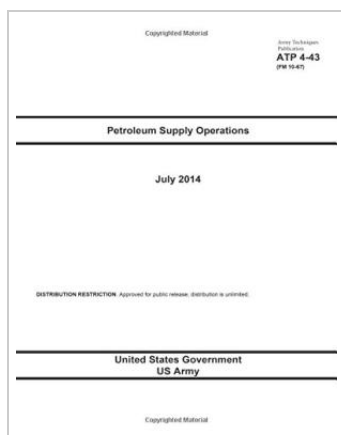 Copyrighted Material
Army Techniques
Publication
ATP 4-43
(FM 10-67)
Petroleum Supply Operations
July 2014
DISTRIBUTION RESTRICTION: Approved for public release; distribution is unlimited.
United States Government
US Army
Copyrighted Material